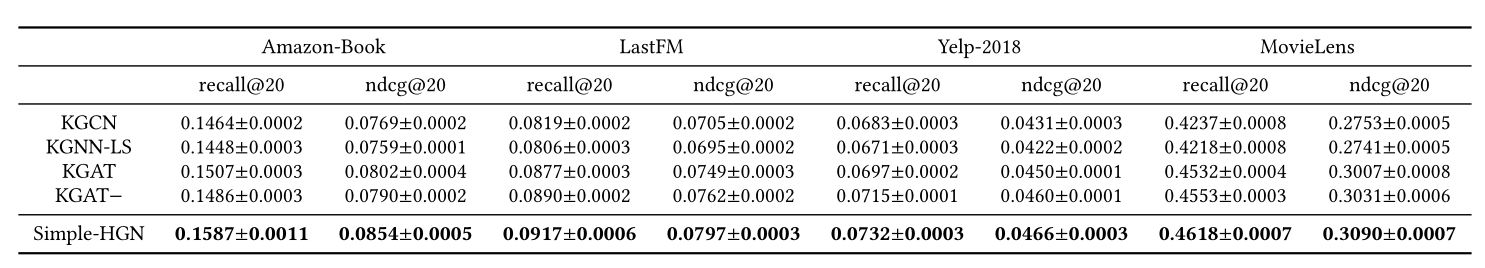 Amazon-Book LastFM Yelp-2018 MovieLens
recall@20 ndcg@20 recall@20 ndcg@20 recall@20 ndcg@20 recall@20 ndcg@20
KGCN 0.1464±0.0002 0.0769±0.0002 0.0819±0.0002 0.0705±0.0002 0.0683±0.0003 0.0431±0.0003 0.4237±0.0008 0.2753±0.0005
KGNN-LS 0.1448±0.0003 0.0759±0.0001 0.0806±0.0003 0.0695±0.0002 0.0671±0.0003 0.0422±0.0002 0.4218±0.0008 0.2741±0.0005
KGAT 0.1507±0.0003 0.0802±0.0004 0.0877±0.0003 0.0749±0.0003 0.0697±0.0002 0.0450±0.0001 0.4532±0.0004 0.3007±0.0008
KGAT− 0.1486±0.0003 0.0790±0.0002 0.0890±0.0002 0.0762±0.0002 0.0715±0.0001 0.0460±0.0001 0.4553±0.0003 0.3031±0.0006
Simple-HGN 0.1587±0.0011 0.0854±0.0005 0.0917±0.0006 0.0797±0.0003 0.0732±0.0003 0.0466±0.0003 0.4618±0.0007 0.3090±0.0007